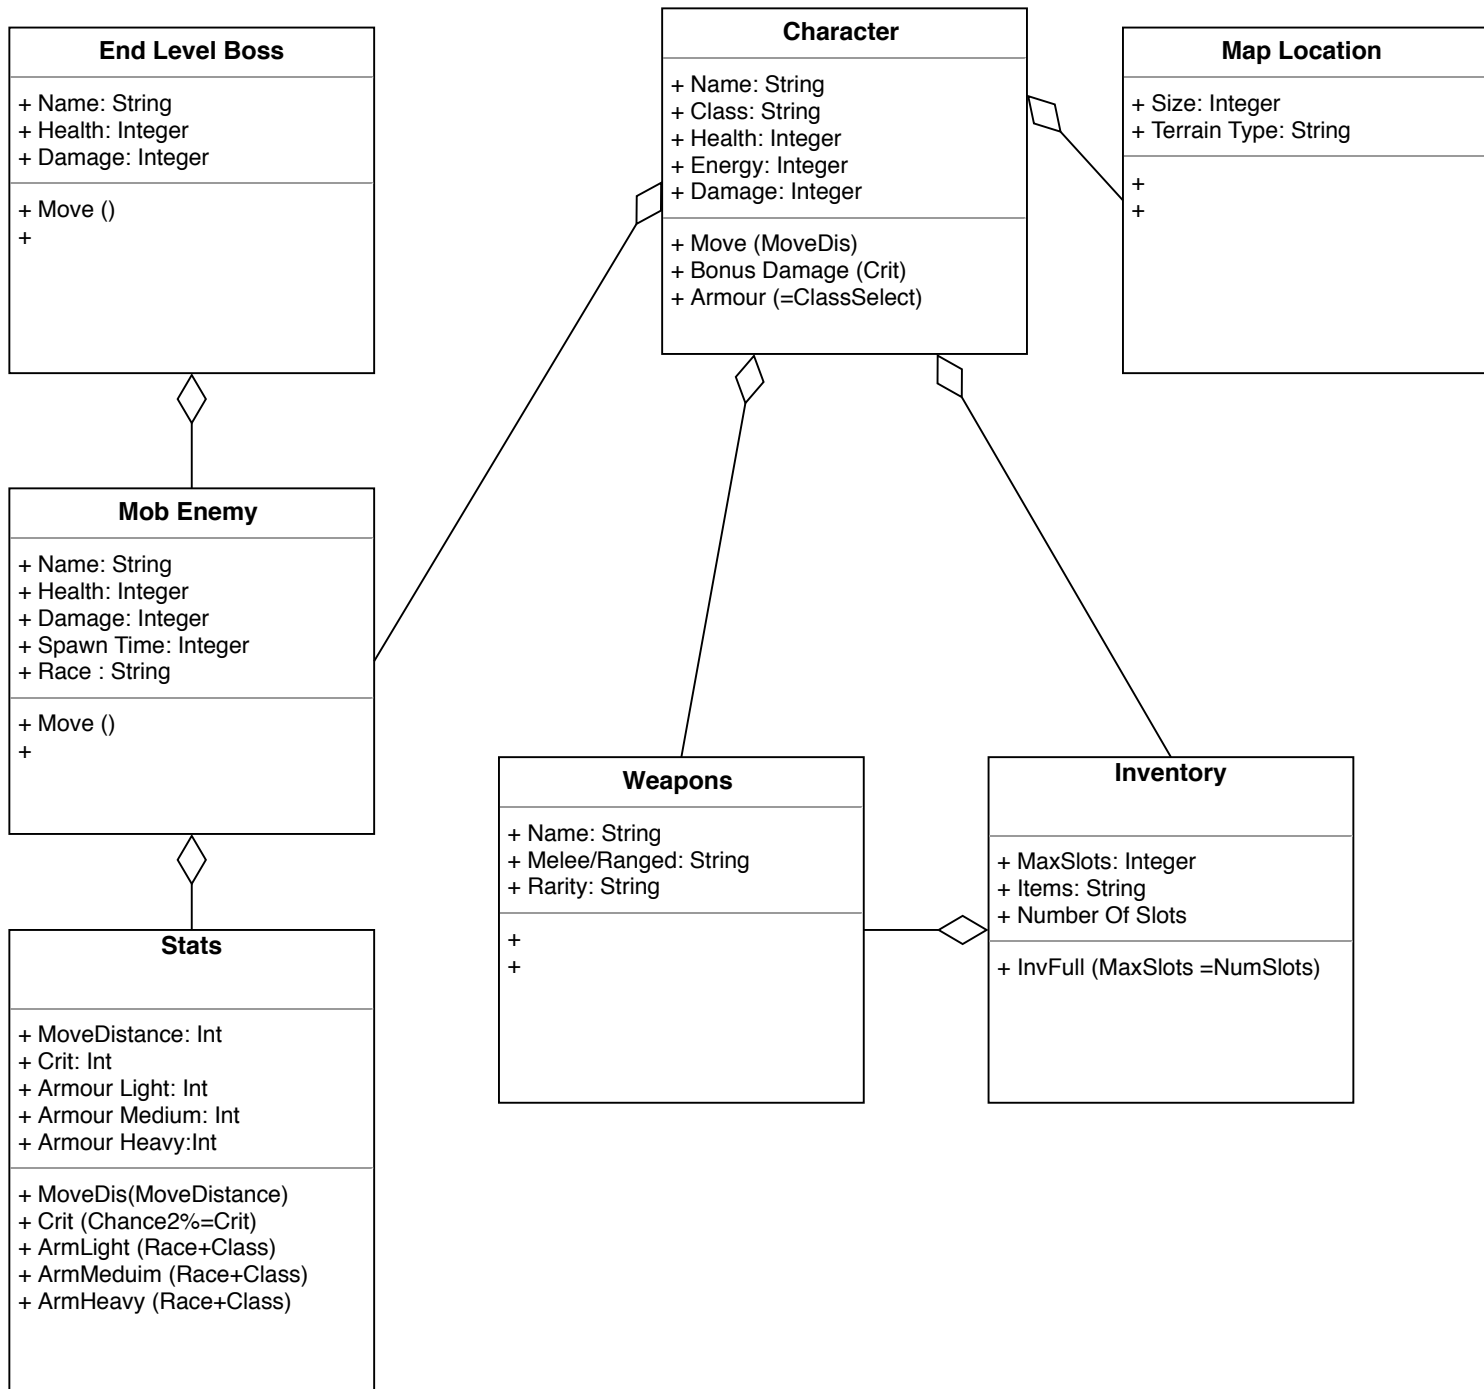 End Level Boss
+ Name: String
+ Health: Integer
+ Damage: Integer
+ Move ()
+
Character
+ Name: String
+ Class: String
+ Health: Integer
+ Energy: Integer
+ Damage: Integer
+ Move (MoveDis)
+ Bonus Damage (Crit)
+ Armour (=ClassSelect)
Map Location
+ Size: Integer
+ Terrain Type: String
+
+
Mob Enemy
+ Name: String
+ Health: Integer
+ Damage: Integer
+ Spawn Time: Integer
+ Race : String
+ Move ()
+
Weapons
+ Name: String
+ Melee/Ranged: String
+ Rarity: String
+
+
Inventory
+ MaxSlots: Integer
+ Items: String
+ Number Of Slots
+ InvFull (MaxSlots =NumSlots)
Stats
+ MoveDistance: Int
+ Crit: Int
+ Armour Light: Int
+ Armour Medium: Int
+ Armour Heavy:Int
+ MoveDis(MoveDistance)
+ Crit (Chance2%=Crit)
+ ArmLight (Race+Class)
+ ArmMeduim (Race+Class)
+ ArmHeavy (Race+Class)